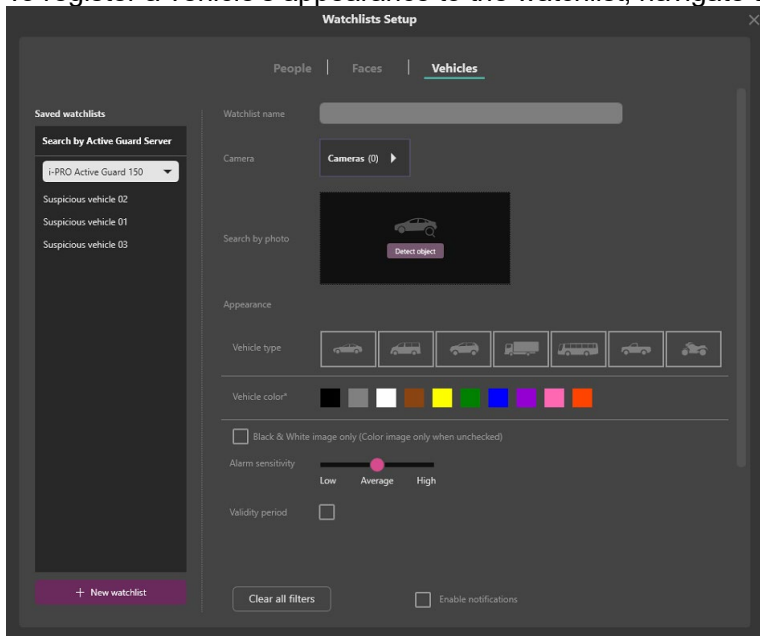 Watchlists Setup
People | Faces | Vehicles
Saved watchlists
Search by Active Guard Server
i-PRO Active Guard 150
Suspicious vehicle 02
Suspicious vehicle 01
Suspicious vehicle 03
+ New watchlist
Watchlist name
Camera
Cameras (0)
Search by photo
Detect object
Appearance
Vehicle type
Vehicle color*
Black & White image only (Color image only when unchecked)
Alarm sensitivity
Low Average High
Validity period
Clear all filters
Enable notifications